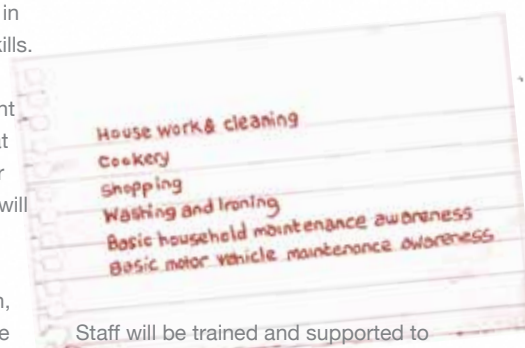 in
kills.
nt
t
r
will
House work & cleaning
Cookery
Shopping
Washing and Ironing
Basic household maintenance awareness
Basic motor vehicle maintenance awareness
n,
e
Staff will be trained and supported to